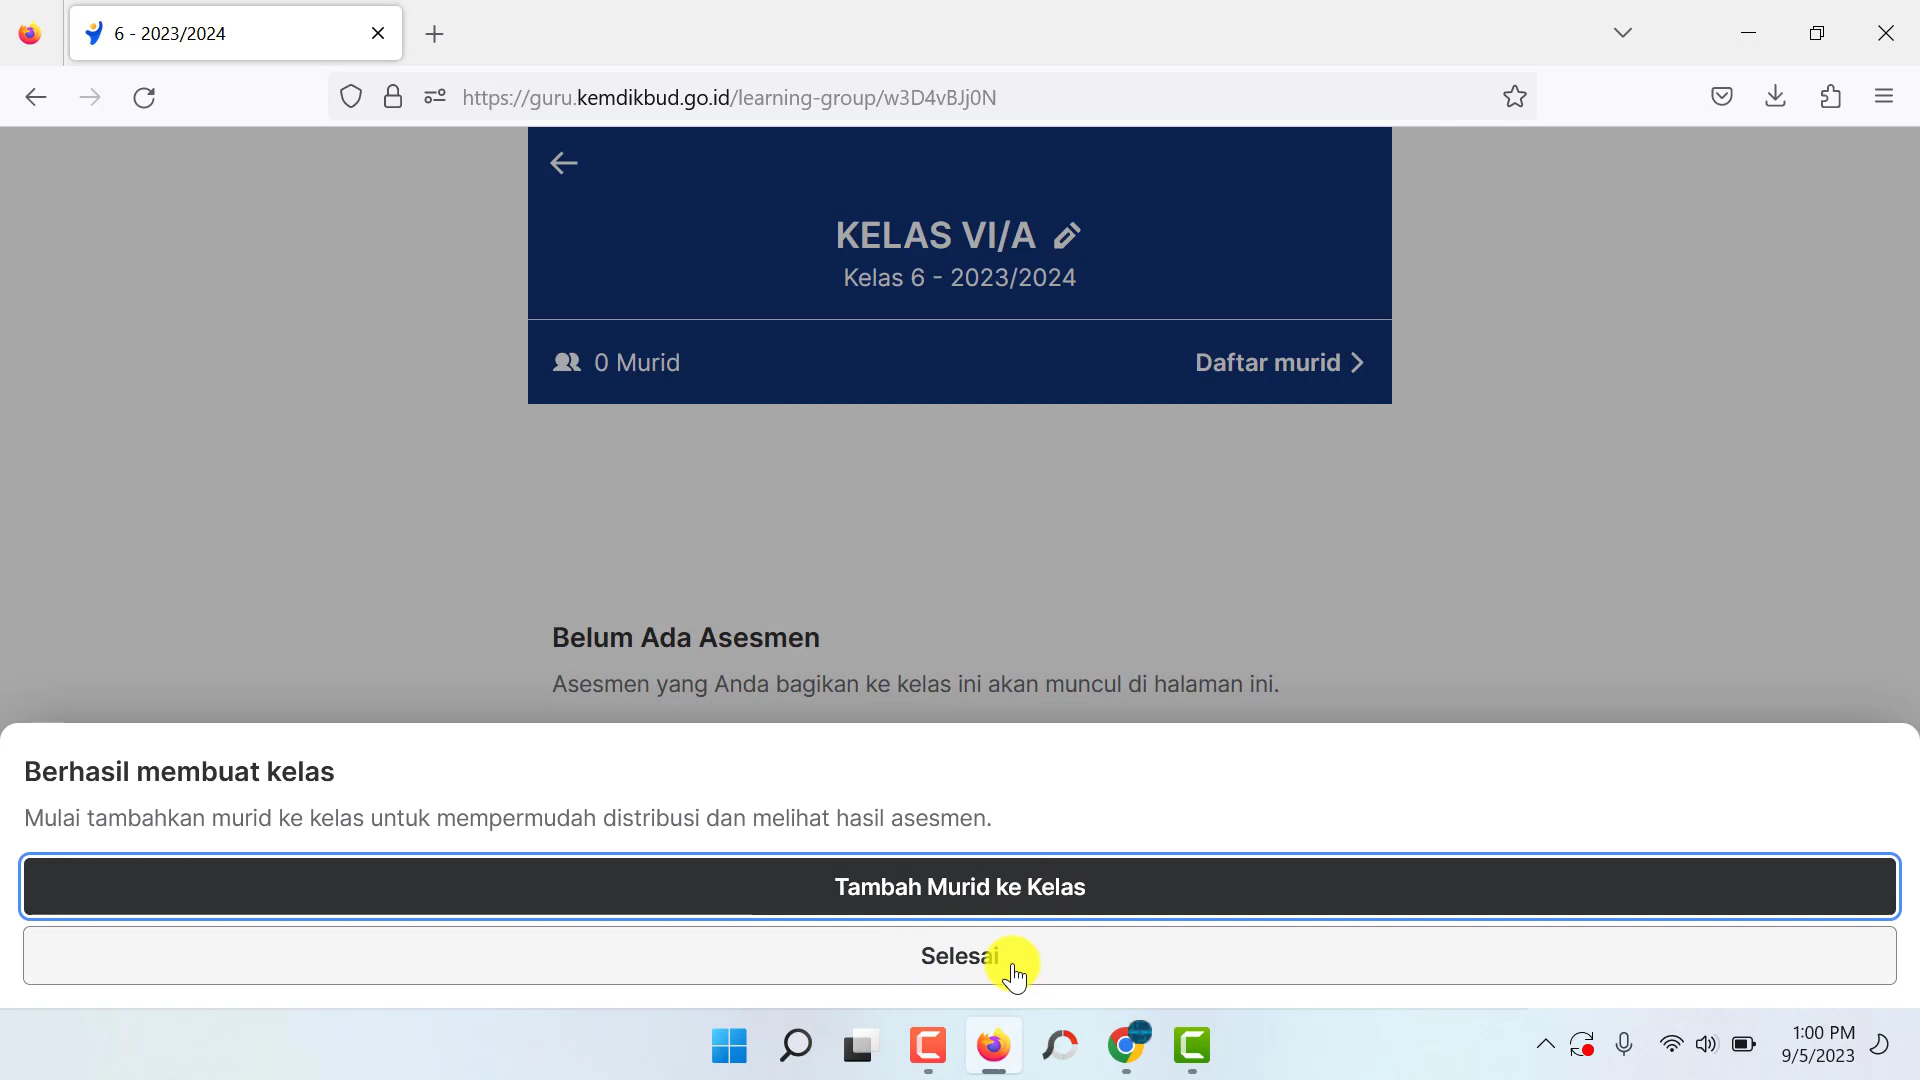 6 - 2023/2024
https://guru.kemdikbud.go.id/learning-group/w3D4vBJj0N
KELAS VI/A
Kelas 6 - 2023/2024
0 Murid
Daftar murid
Belum Ada Asesmen
Asesmen yang Anda bagikan ke kelas ini akan muncul di halaman ini.
Berhasil membuat kelas
Mulai tambahkan murid ke kelas untuk mempermudah distribusi dan melihat hasil asesmen.
Tambah Murid ke Kelas
Selesai
1:00 PM
9/5/2023